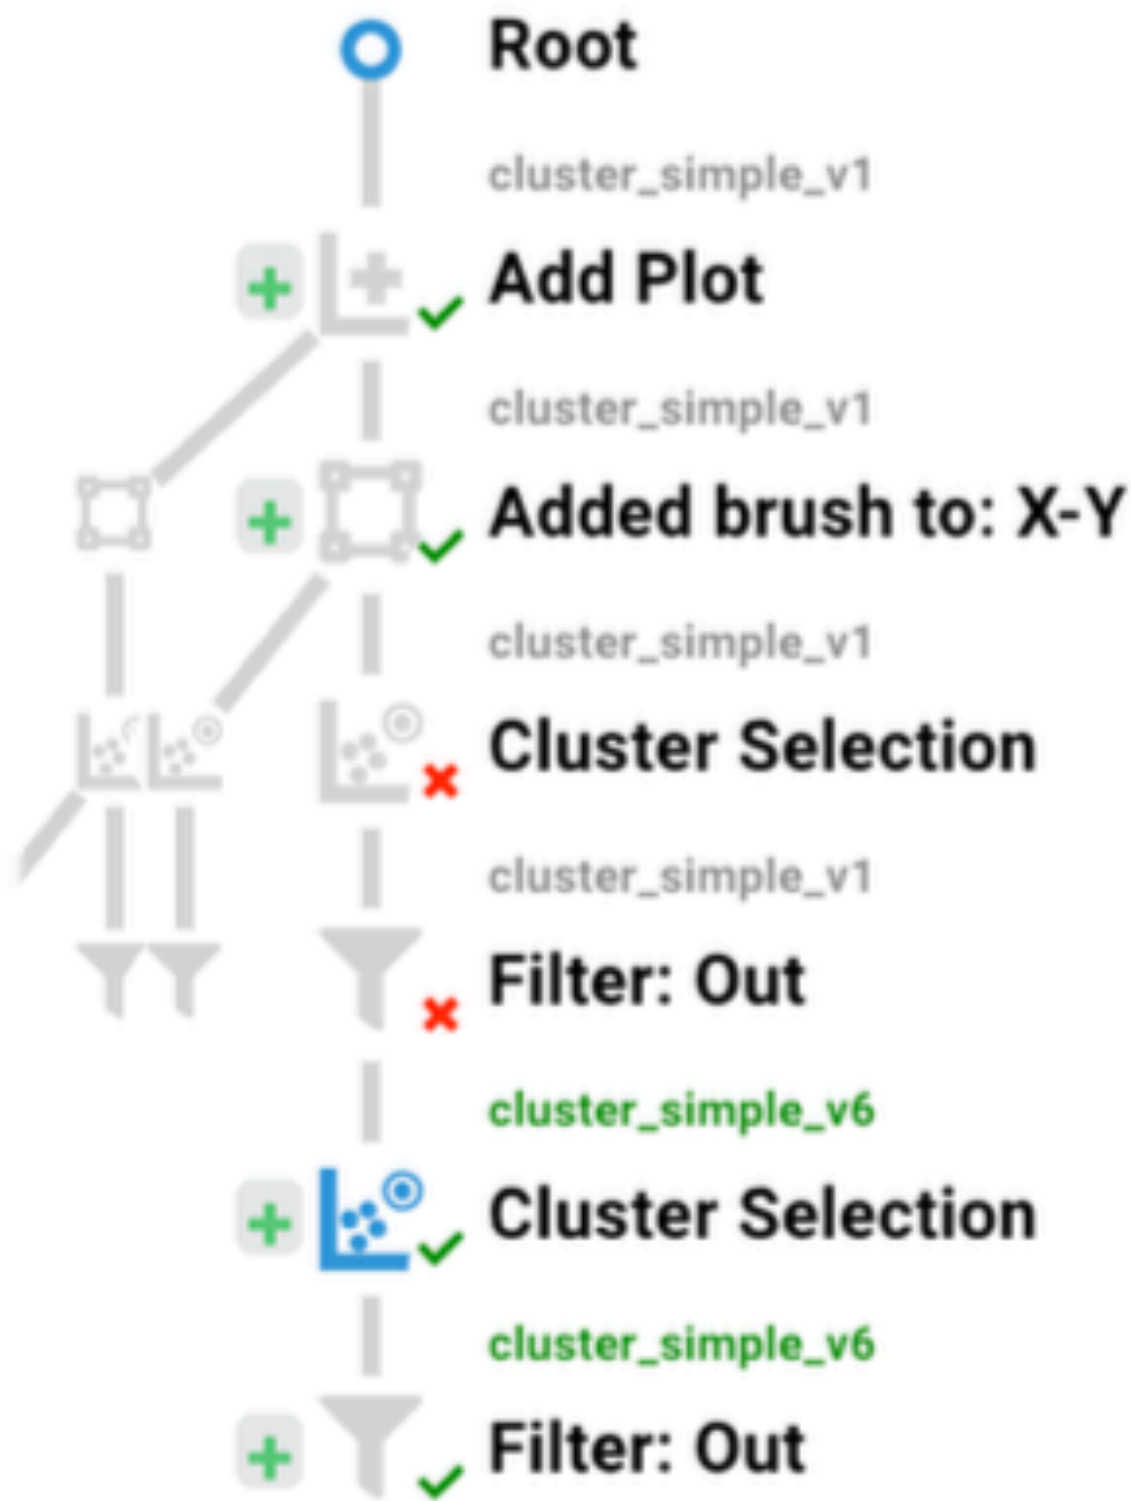 Root
cluster_simple_v1
Add Plot
cluster_simple_v1
Added brush to: X-Y
cluster_simple_v1
Cluster Selection
cluster_simple_v1
Filter: Out
cluster_simple_v6
Cluster Selection
cluster_simple_v6
Filter: Out